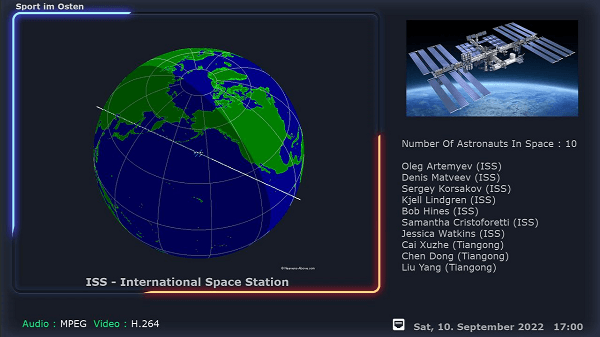 Sport im Osten
Number Of Astronauts In Space : 10
Oleg Artemyev (ISS)
Denis Matveev (ISS)
Sergey Korsakov (ISS)
Kjell Lindgren (ISS)
Bob Hines (ISS)
Samantha Cristoforetti (ISS)
Jessica Watkins (ISS)
Cai Xuzhe (Tiangong)
Chen Dong (Tiangong)
Liu Yang (Tiangong)
ISS - International Space Station
Audio : MPEG Video : H.264
Sat, 10. September 2022 17:00